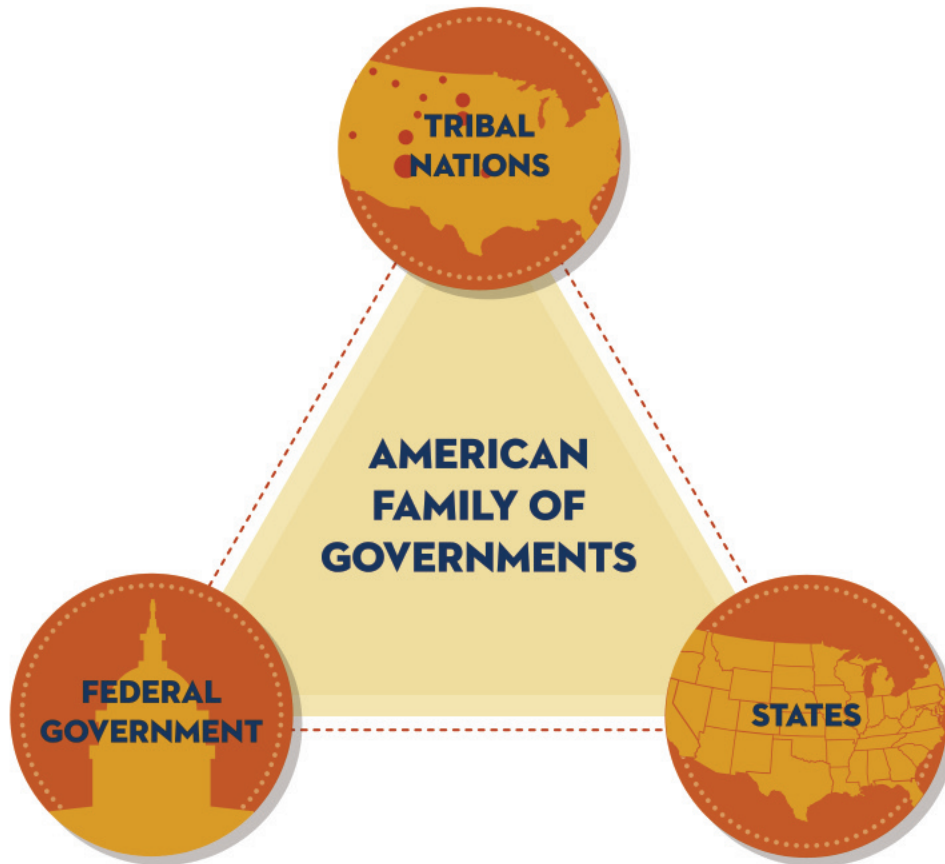 TRIBAL
NATIONS
AMERICAN
FAMILY OF
GOVERNMENTS
FEDERAL
GOVERNMENT
STATES